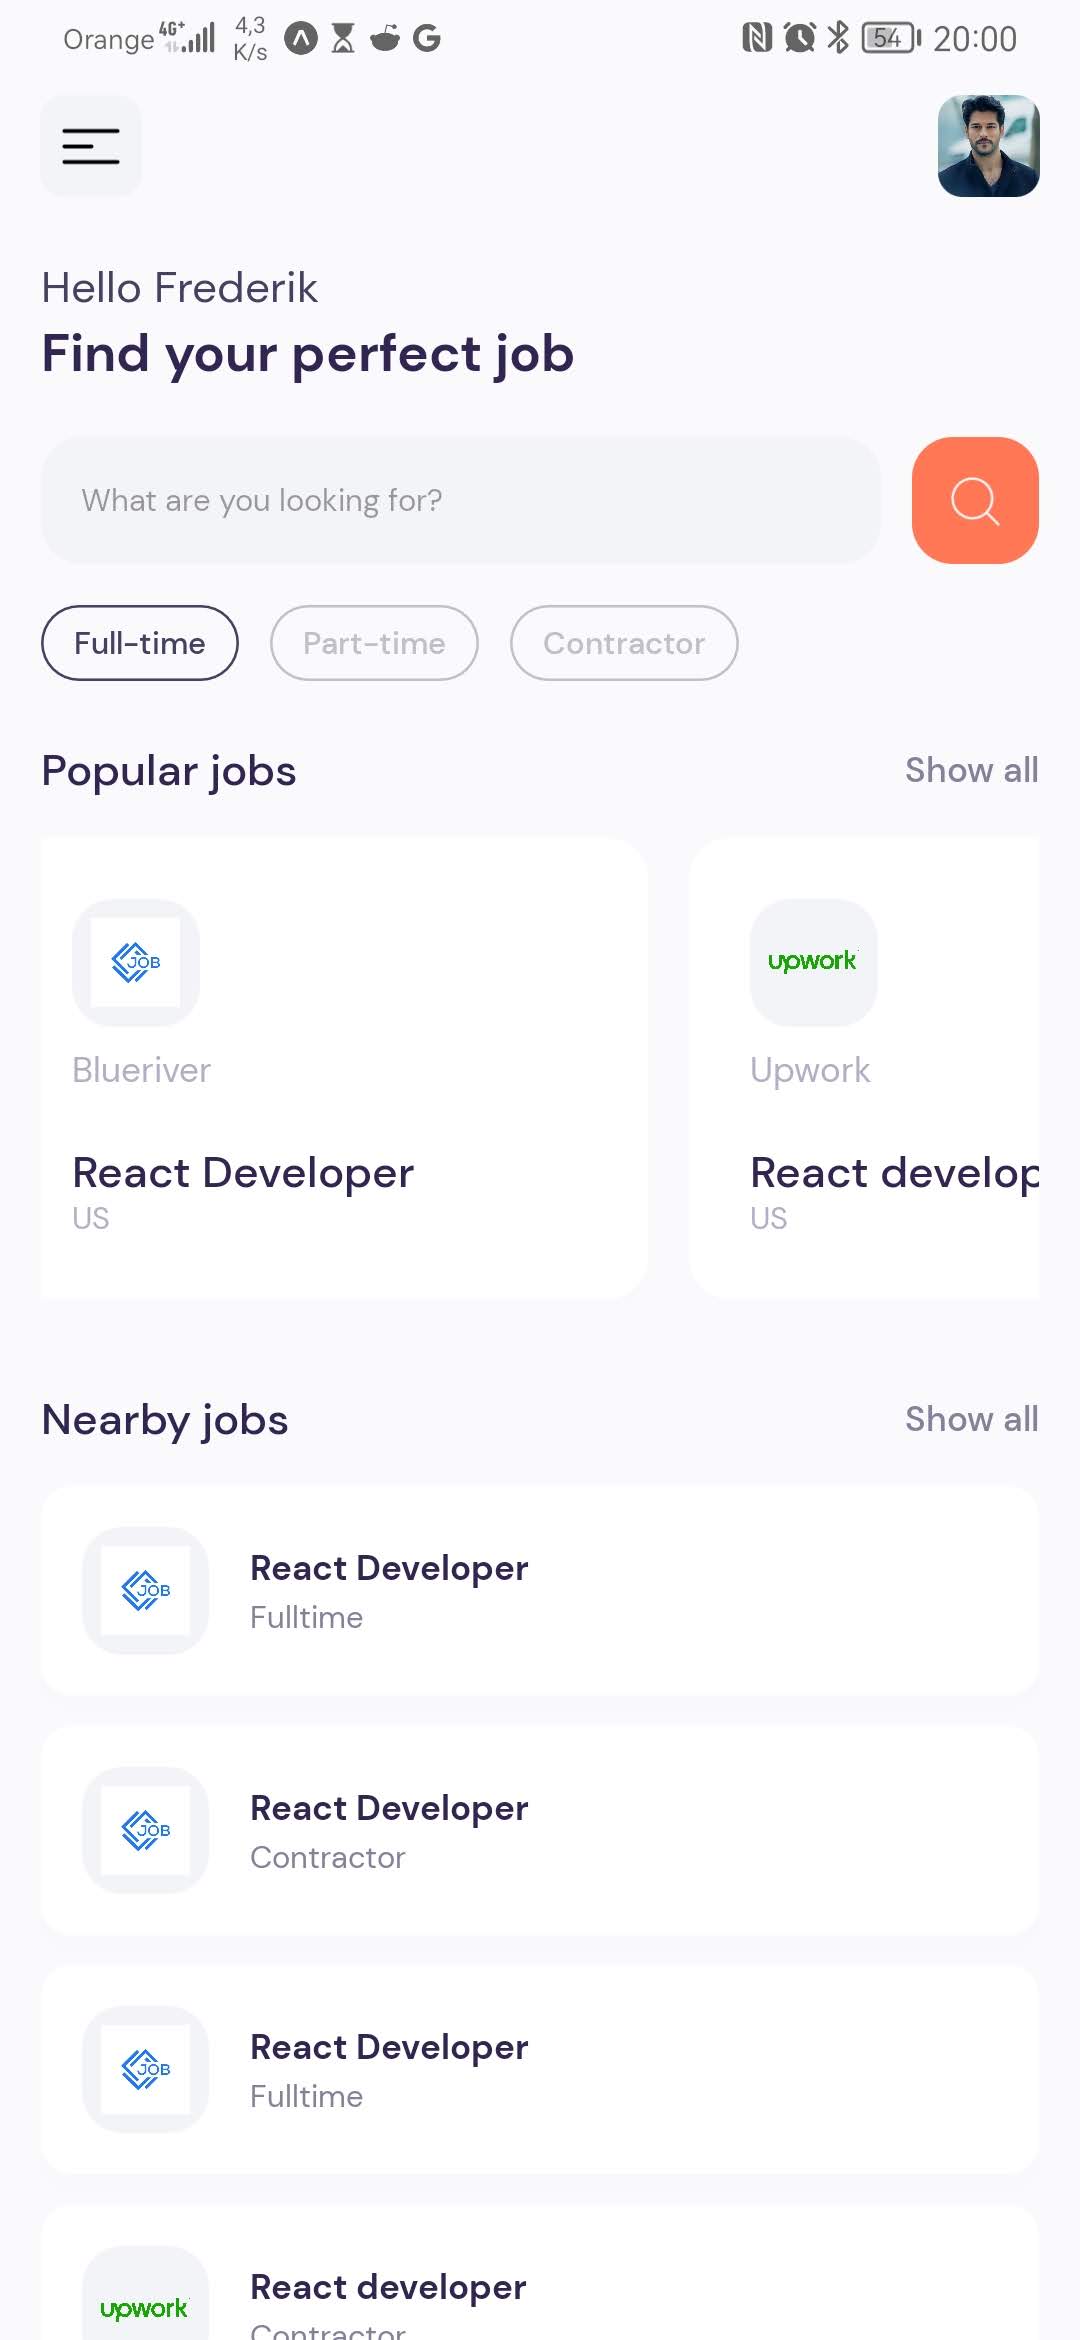 Orange 4G+ 4,3 K/s 54 20:00
Hello Frederik
Find your perfect job
What are you looking for?
Full-time Part-time Contractor
Popular jobs Show all
JOB upwork
Blueriver Upwork
React Developer React develop
US US
Nearby jobs Show all
JOB
React Developer
Fulltime
JOB
React Developer
Contractor
JOB
React Developer
Fulltime
upwork
React developer
Contractor